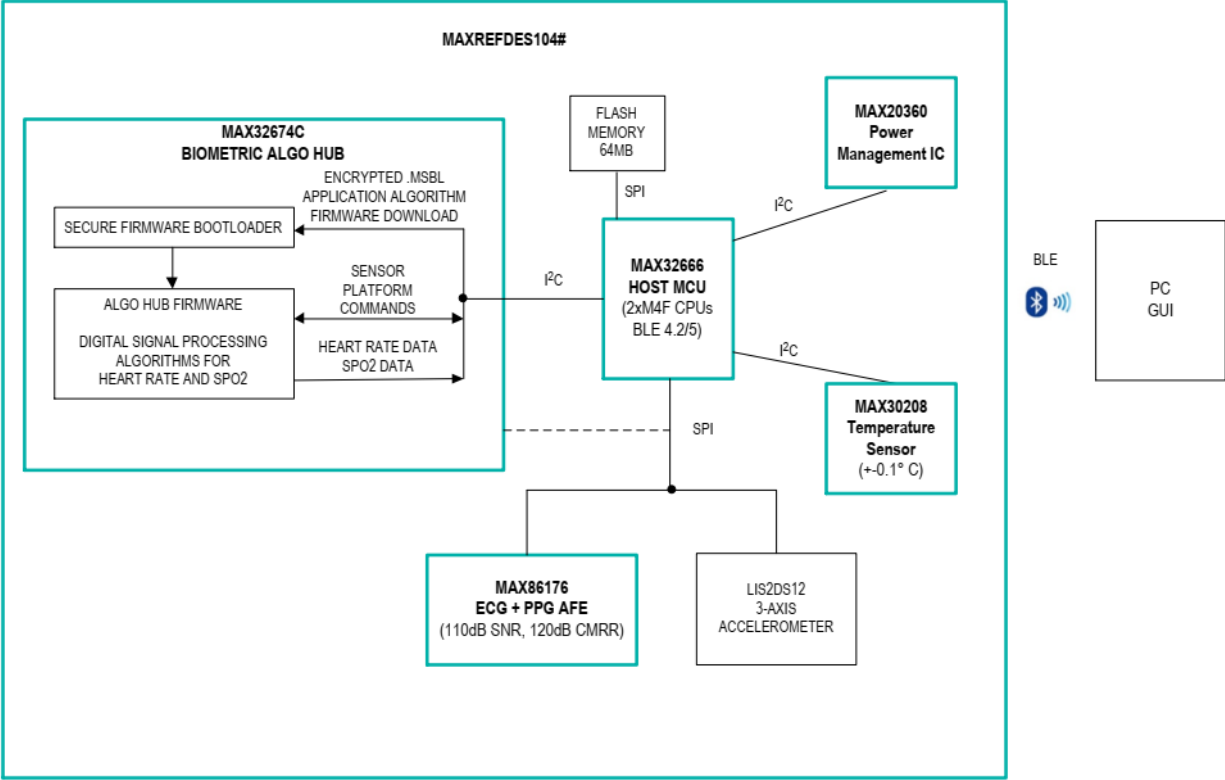 MAXREFDES104#
MAX32674C
BIOMETRIC ALGO HUB
ENCRYPTED .MSBL
APPLICATION ALGORITHM
FIRMWARE DOWNLOAD
SECURE FIRMWARE BOOTLOADER
SENSOR
PLATFORM
COMMANDS
ALGO HUB FIRMWARE
DIGITAL SIGNAL PROCESSING
ALGORITHMS FOR
HEART RATE AND SPO2
HEART RATE DATA
SPO2 DATA
I²C
FLASH
MEMORY
64MB
SPI
MAX32666
HOST MCU
(2xM4F CPUs
BLE 4.2/5)
I²C
MAX20360
Power
Management IC
I²C
MAX30208
Temperature
Sensor
(+-0.1° C)
SPI
MAX86176
ECG + PPG AFE
(110dB SNR, 120dB CMRR)
LIS2DS12
3-AXIS
ACCELEROMETER
BLE
PC
GUI